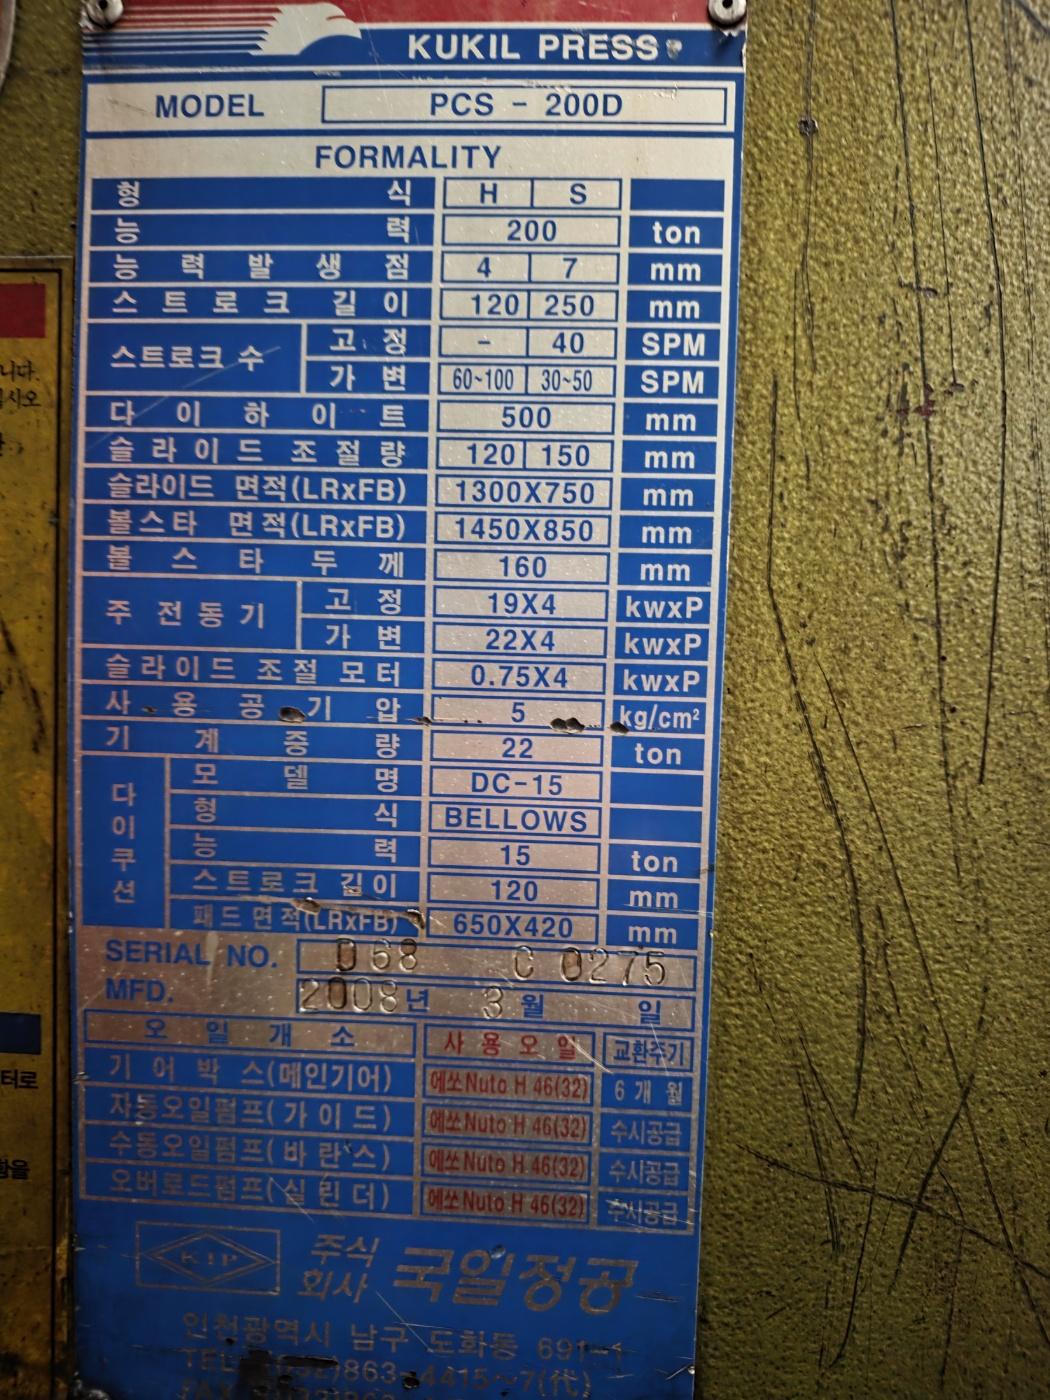 KUKIL PRESS
MODEL PCS - 200D
FORMALITY
형 식 H S
능 력 200 ton
능 력 발 생 점 4 7 mm
스 트 로 크 길 이 120 250 mm
스트로크 수 고 정 - 40 SPM
가 변 60~100 30~50 SPM
다 이 하 이 트 500 mm
슬 라 이 드 조 절 량 120 150 mm
슬라이드 면적(LRxFB) 1300X750 mm
볼스타 면적(LRxFB) 1450X850 mm
볼 스 타 두 께 160 mm
주 전 동 기 고 정 19X4 kwxP
가 변 22X4 kwxP
슬 라 이 드 조 절 모 터 0.75X4 kwxP
사 용 공 기 압 5 kg/cm²
기 계 중 량 22 ton
다 이 쿠 션 모 델 명 DC-15
형 식 BELLOWS
능 력 15 ton
스트로크 길이 120 mm
패드면적(LRxFB) 650X420 mm
SERIAL NO. D68 C 0275
MFD. 2008년 3 월 일
오 일 개 소 사 용 오 일 교환주기
기 어 박 스(메인기어) 에쏘Nuto H 46(32) 6 개 월
자동오일펌프(가 이 드) 에쏘Nuto H 46(32) 수시공급
수동오일펌프(바 란 스) 에쏘Nuto H 46(32) 수시공급
오버로드펌프(실 린 더) 에쏘Nuto H 46(32) 수시공급
주식회사 국일정공
인천광역시 남구 도화동 691-1
TEL 863-4415~7(代)
니다.
십시오
터로
함을